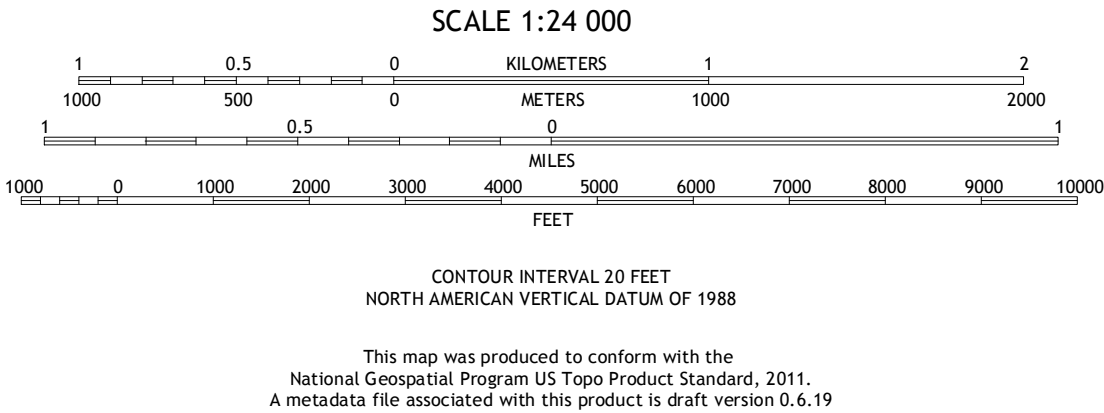 SCALE 1:24 000
1 0.5 0 KILOMETERS 1 2
1000 500 0 METERS 1000 2000
1 0.5 0 1
MILES
1000 0 1000 2000 3000 4000 5000 6000 7000 8000 9000 10000
FEET
CONTOUR INTERVAL 20 FEET
NORTH AMERICAN VERTICAL DATUM OF 1988
This map was produced to conform with the
National Geospatial Program US Topo Product Standard, 2011.
A metadata file associated with this product is draft version 0.6.19